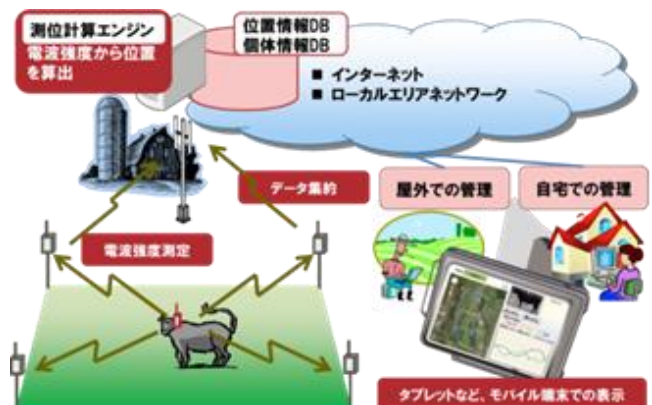 測位計算エンジン
電波強度から位置
を算出
位置情報DB
個体情報DB
■ インターネット
■ ローカルエリアネットワーク
データ集約
屋外での管理
自宅での管理
電波強度測定
タブレットなど、モバイル端末での表示